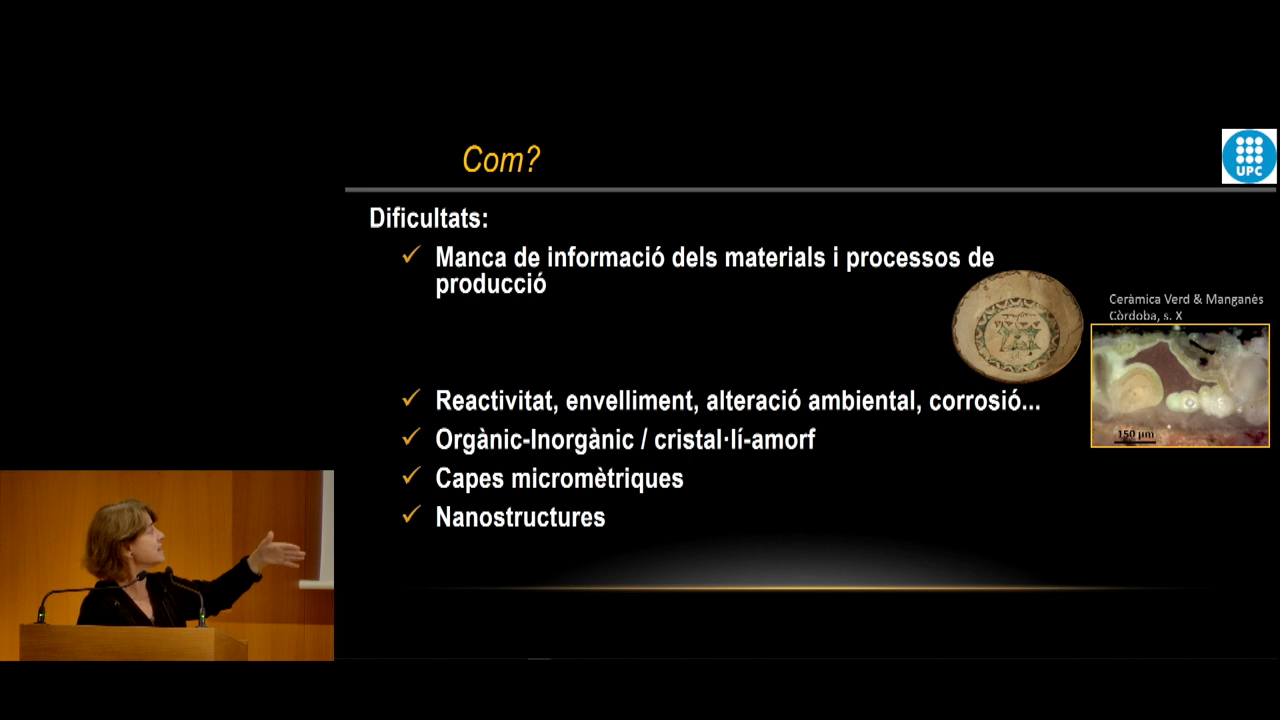 Com?
UPC
Dificultats:
Manca de informació dels materials i processos de
producció
Ceràmica Verd & Manganès
Còrdoba, s. X
Reactivitat, envelliment, alteració ambiental, corrosió...
Orgànic-Inorgànic / cristal·lí-amorf
150 µm
Capes micromètriques
Nanostructures